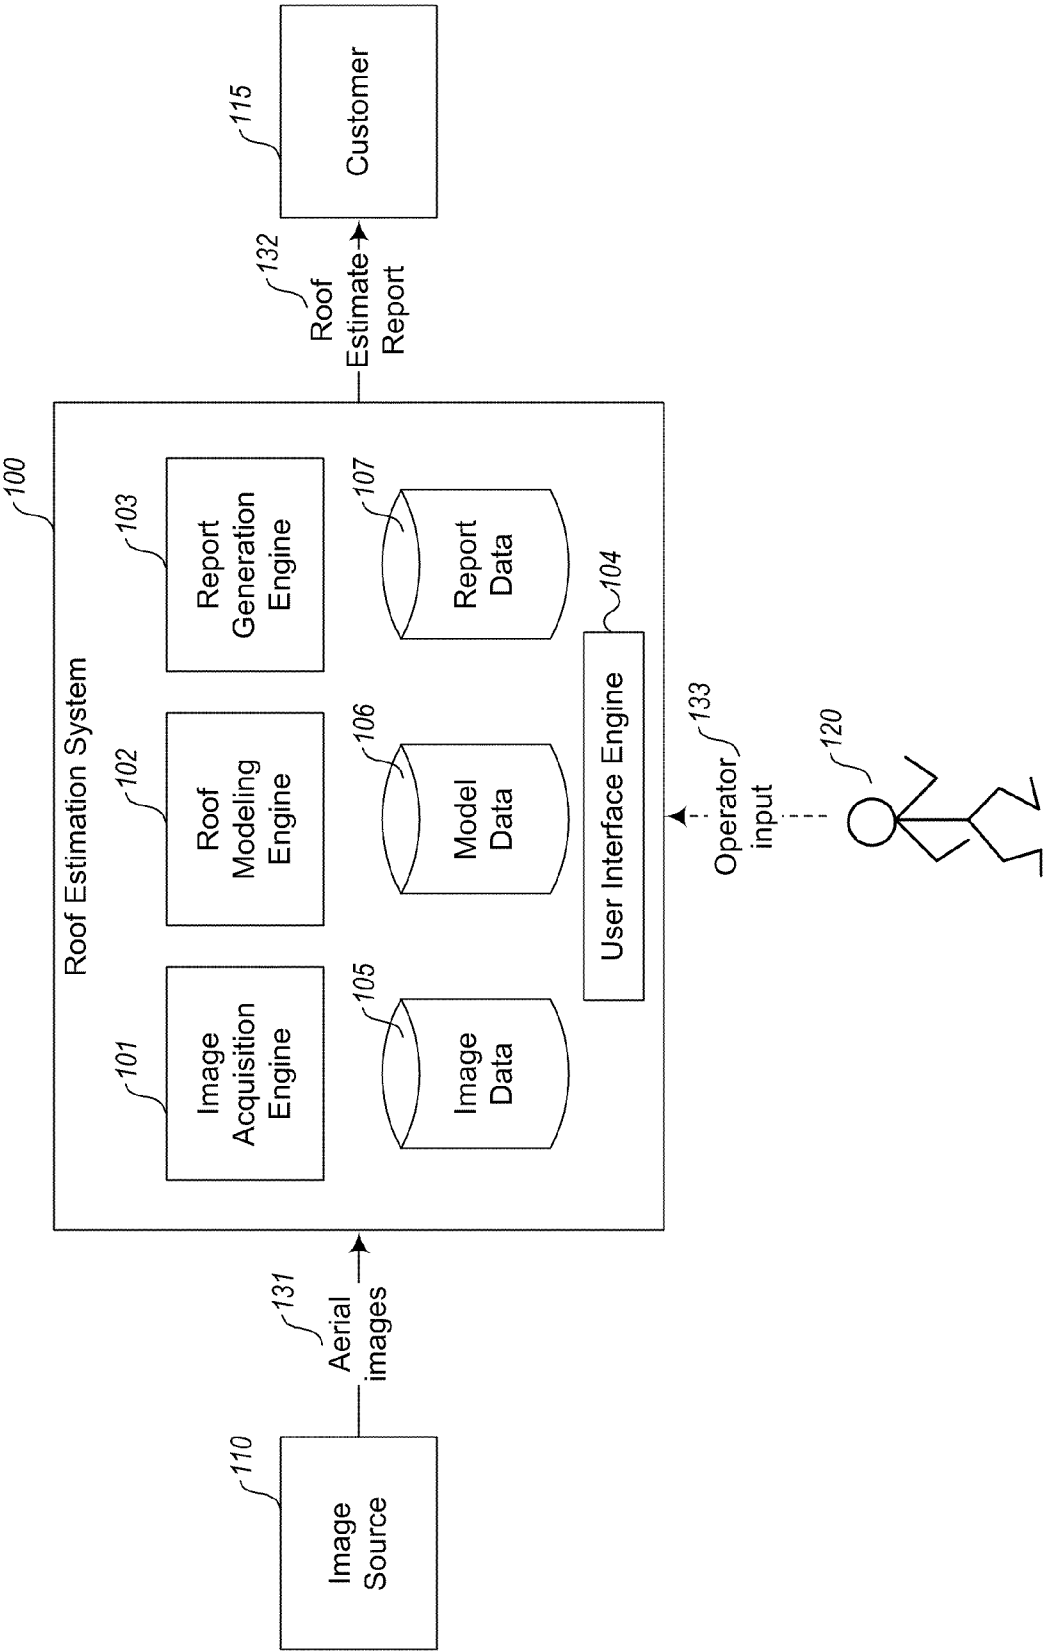 100
Roof Estimation System
101
Image
Acquisition
Engine
102
Roof
Modeling
Engine
103
Report
Generation
Engine
110
Image
Source
131
Aerial
images
105
Image
Data
106
Model
Data
107
Report
Data
132
Roof
Estimate
Report
115
Customer
User Interface Engine
104
Operator
input
133
120